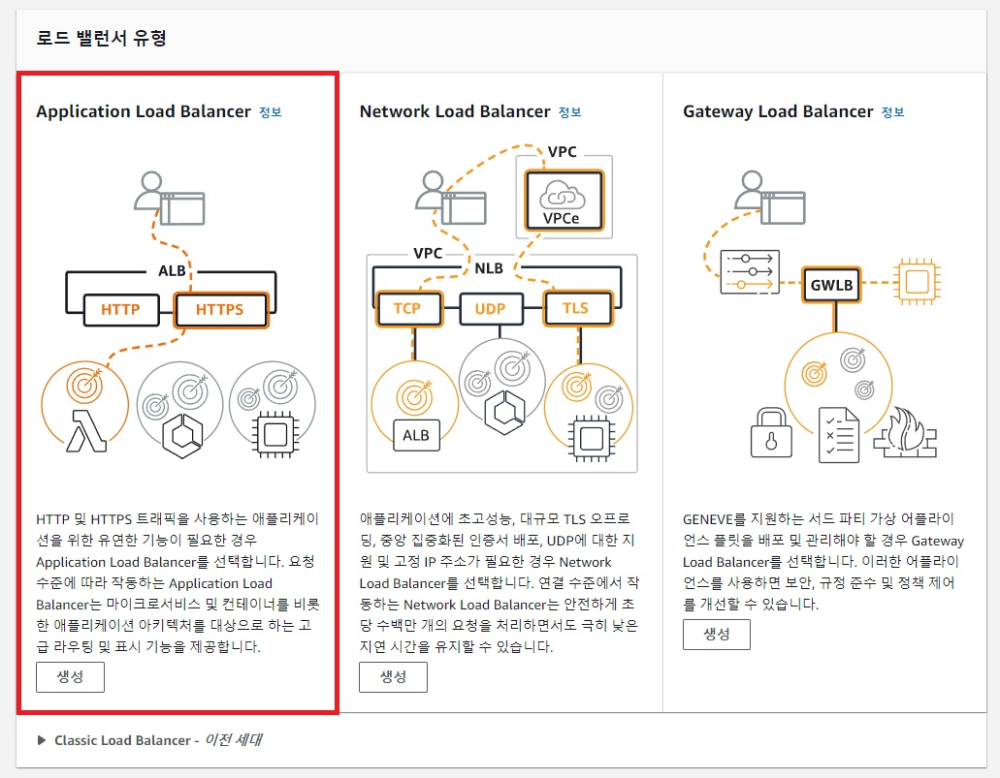 로드 밸런서 유형
Application Load Balancer 정보
ALB
HTTP
HTTPS
HTTP 및 HTTPS 트래픽을 사용하는 애플리케이
션을 위한 유연한 기능이 필요한 경우
Application Load Balancer를 선택합니다. 요청
수준에 따라 작동하는 Application Load
Balancer는 마이크로서비스 및 컨테이너를 비롯
한 애플리케이션 아키텍처를 대상으로 하는 고
급 라우팅 및 표시 기능을 제공합니다.
생성
Network Load Balancer 정보
VPC
VPCe
VPC
NLB
TCP
UDP
TLS
ALB
애플리케이션에 초고성능, 대규모 TLS 오프로
딩, 중앙 집중화된 인증서 배포, UDP에 대한 지
원 및 고정 IP 주소가 필요한 경우 Network
Load Balancer를 선택합니다. 연결 수준에서 작
동하는 Network Load Balancer는 안전하게 초
당 수백만 개의 요청을 처리하면서도 극히 낮은
지연 시간을 유지할 수 있습니다.
생성
Gateway Load Balancer 정보
GWLB
GENEVE를 지원하는 서드 파티 가상 어플라이
언스 플릿을 배포 및 관리해야 할 경우 Gateway
Load Balancer를 선택합니다. 이러한 어플라이
언스를 사용하면 보안, 규정 준수 및 정책 제어
를 개선할 수 있습니다.
생성
Classic Load Balancer - 이전 세대